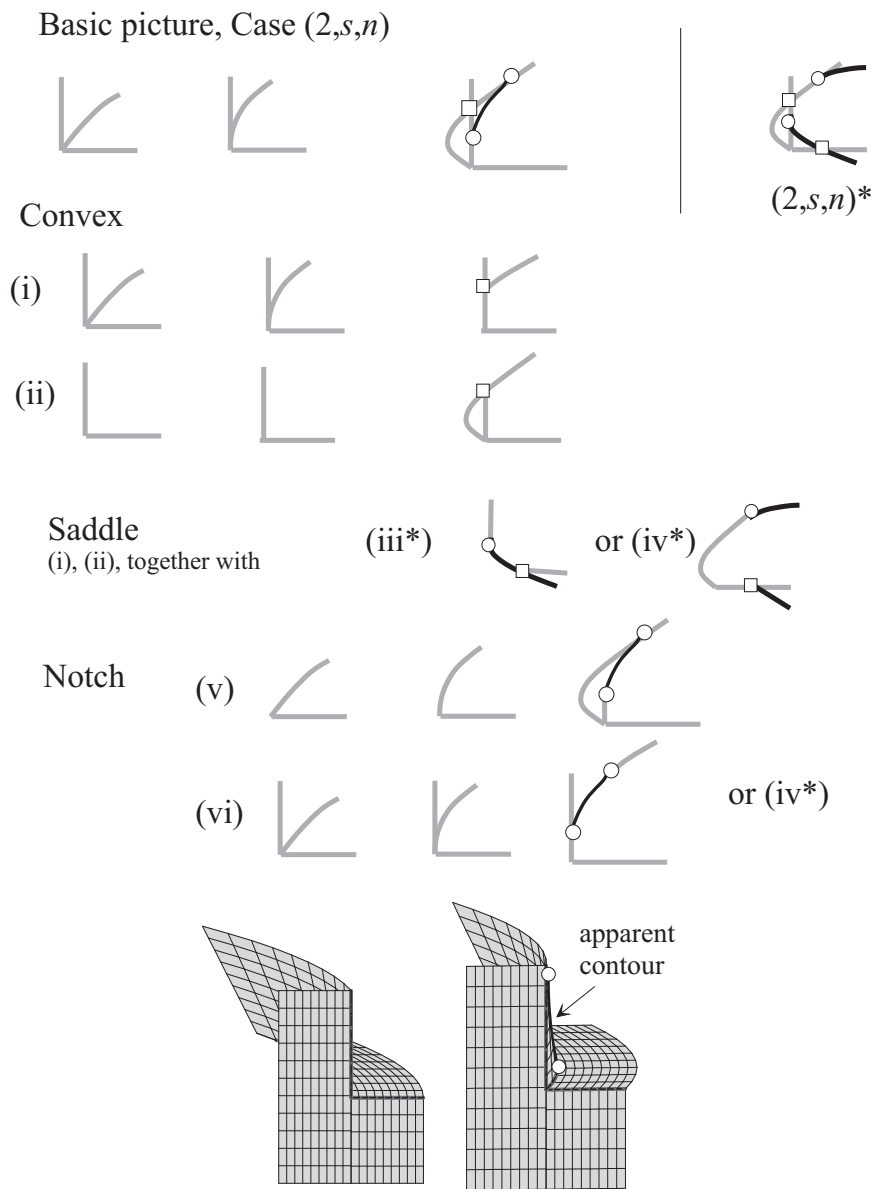 Basic picture, Case (2,s,n)
(2,s,n)*
Convex
(i)
(ii)
Saddle
(iii*)
or (iv*)
(i), (ii), together with
Notch
(v)
(vi)
or (iv*)
apparent
contour